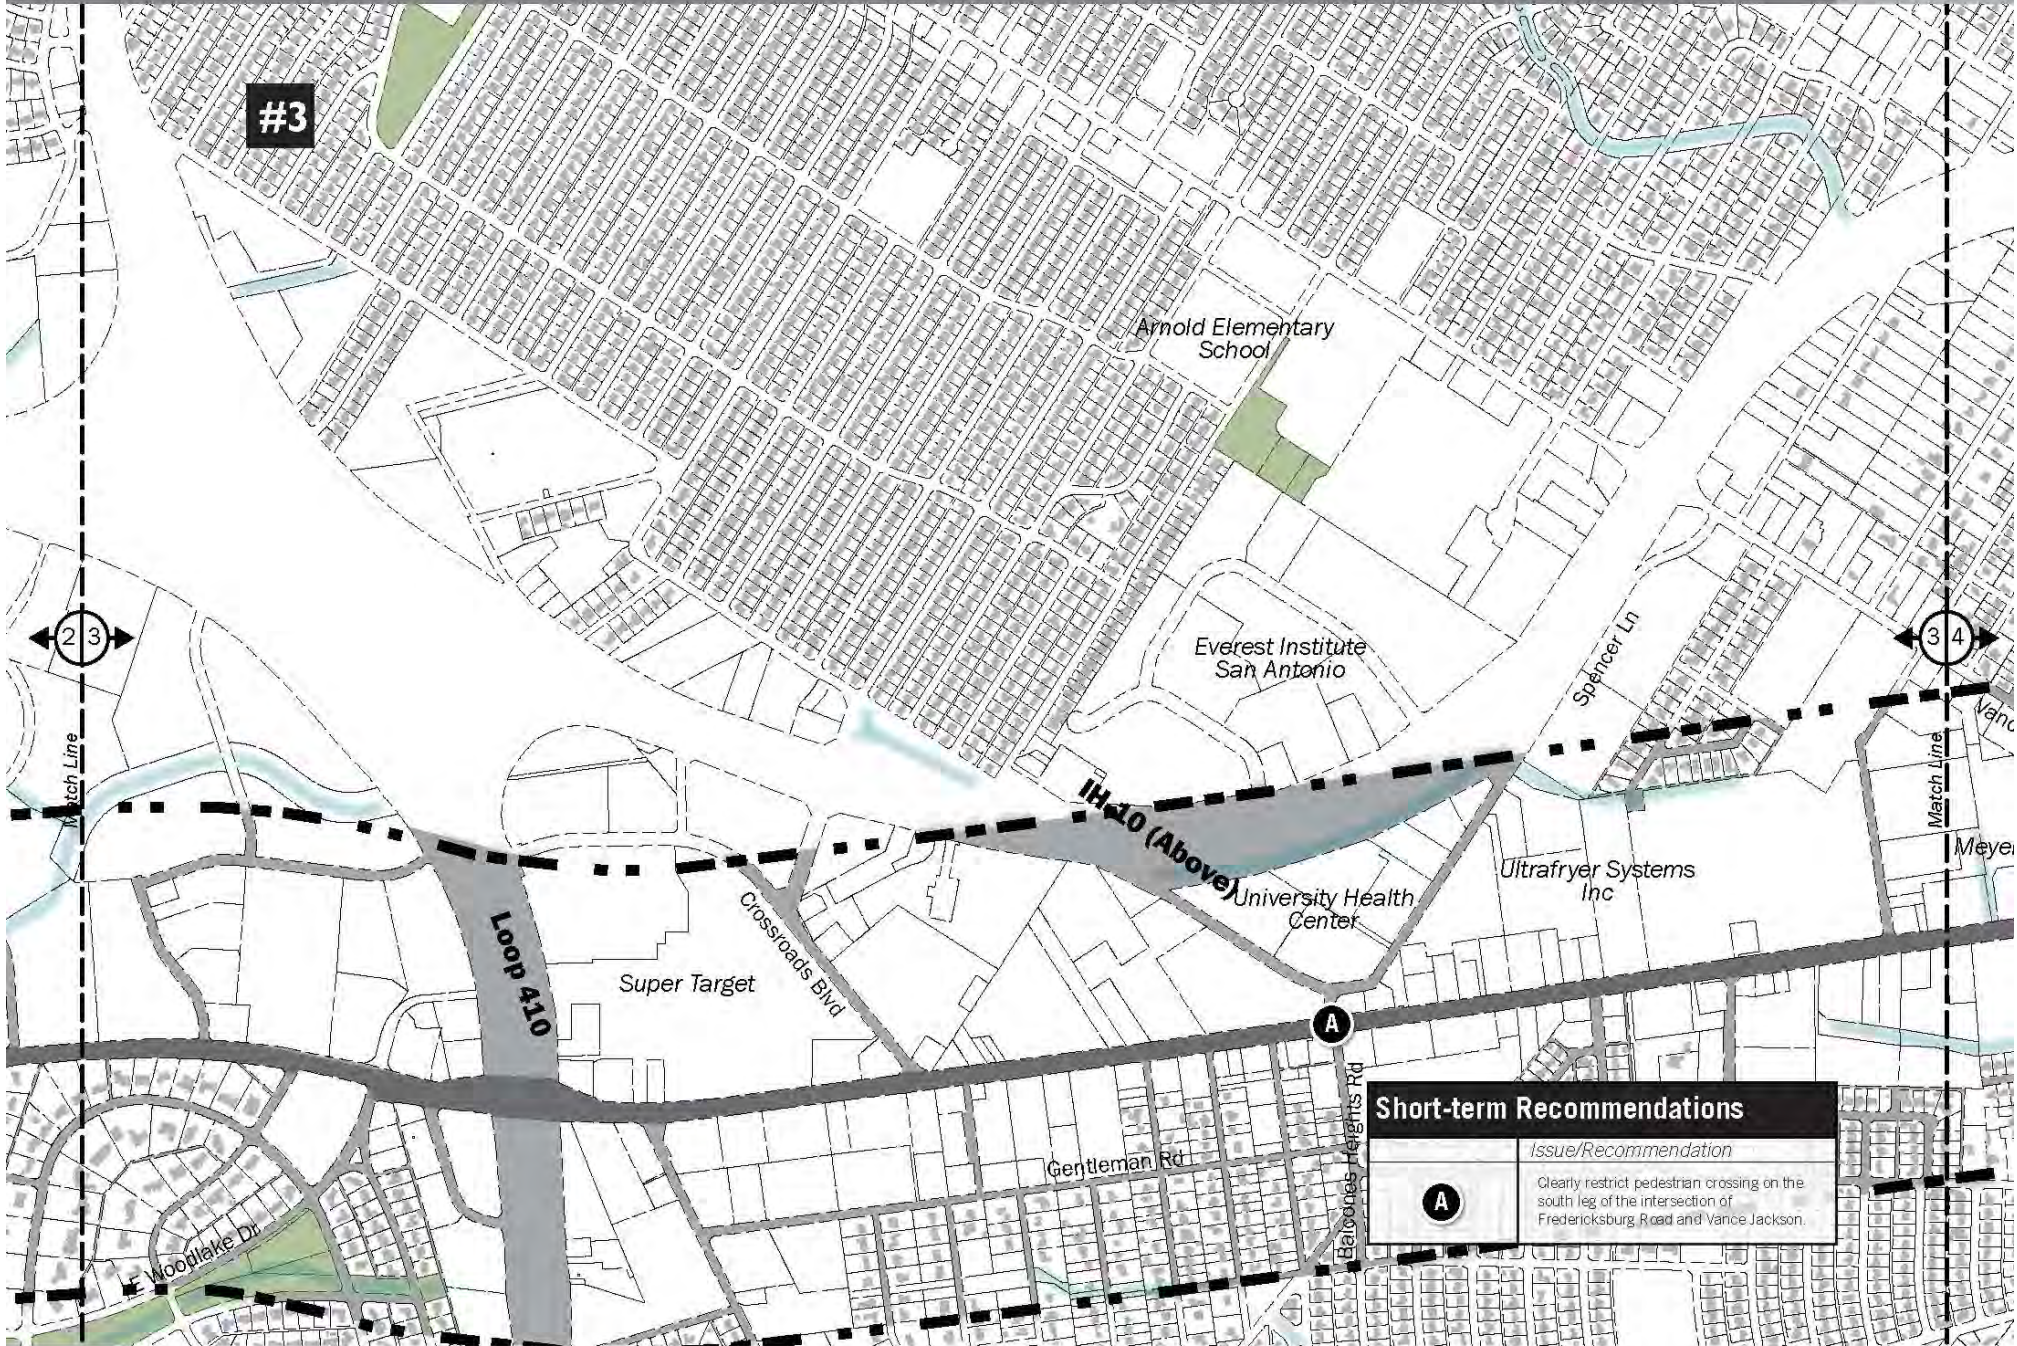 #3
Arnold Elementary
School
Everest Institute
San Antonio
Spencer Ln
2 3
3 4
Match Line
Match Line
IH-10 (Above)
University Health
Center
Ultrafryer Systems
Inc
Meye
Vanc
Loop 410
Super Target
Crossroads Blvd
A
Gentleman Rd
Balcones Heights Rd
E Woodlake Dr
Short-term Recommendations
Issue/Recommendation
A
Clearly restrict pedestrian crossing on the
south leg of the intersection of
Fredericksburg Road and Vance Jackson.